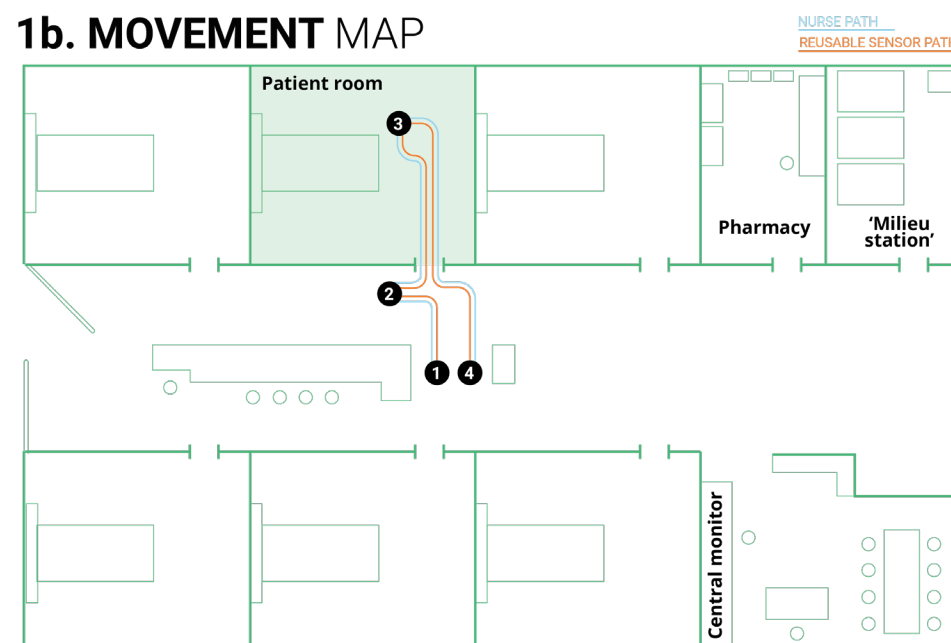 1b. MOVEMENT MAP
NURSE PATH
REUSABLE SENSOR PATH
Patient room
3
Pharmacy
‘Milieu
station’
2
1
4
Central monitor